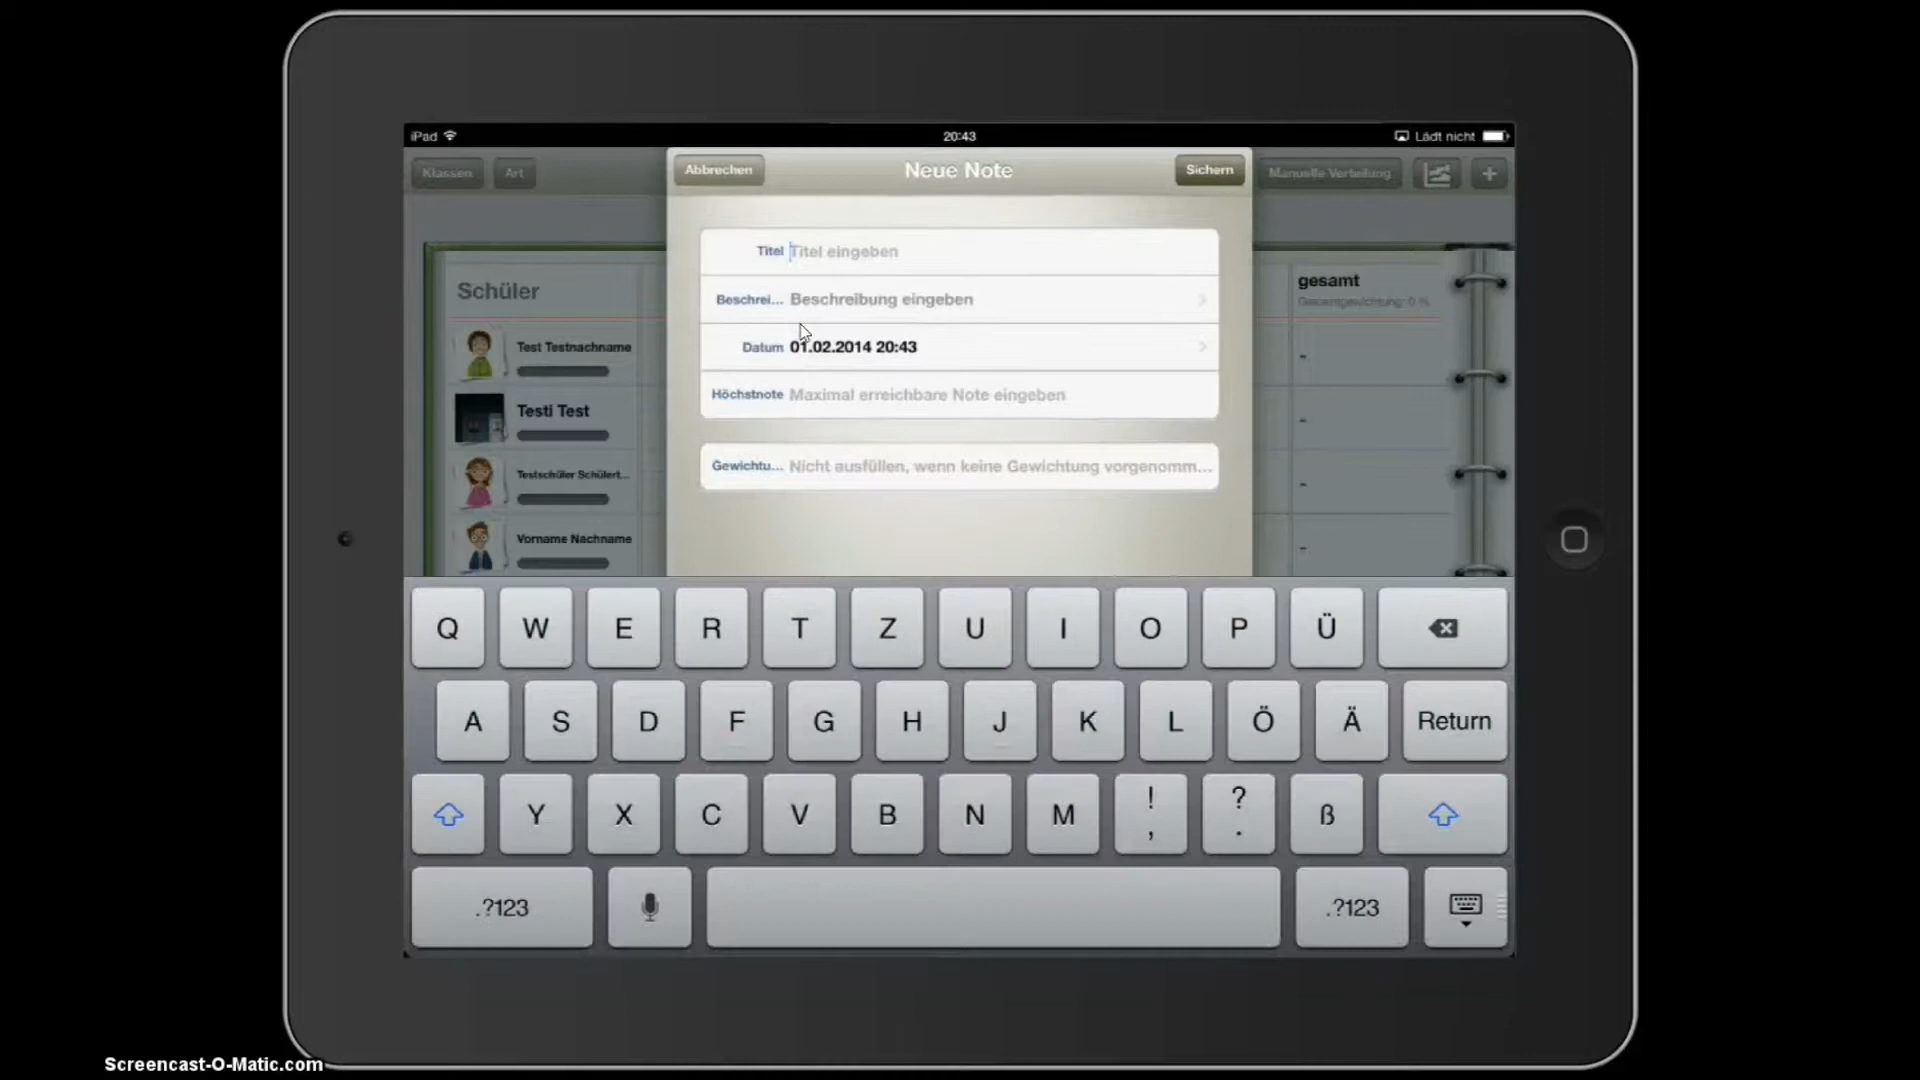 iPad
20:43
Lädt nicht
Klassen
Art
Abbrechen
Neue Note
Sichern
Manuelle Verteilung
+
Titel Titel eingeben
Beschrei... Beschreibung eingeben
Datum 01.02.2014 20:43
Höchstnote Maximal erreichbare Note eingeben
Gewichtu... Nicht ausfüllen, wenn keine Gewichtung vorgenomm...
Schüler
gesamt
Gesamtgewichtung: 0 %
Test Testnachname
-
Testi Test
-
Testschüler Schülert...
-
Vorname Nachname
-
Q W E R T Z U I O P Ü
A S D F G H J K L Ö Ä Return
Y X C V B N M ! , ? . ß
.?123 .?123
Screencast-O-Matic.com